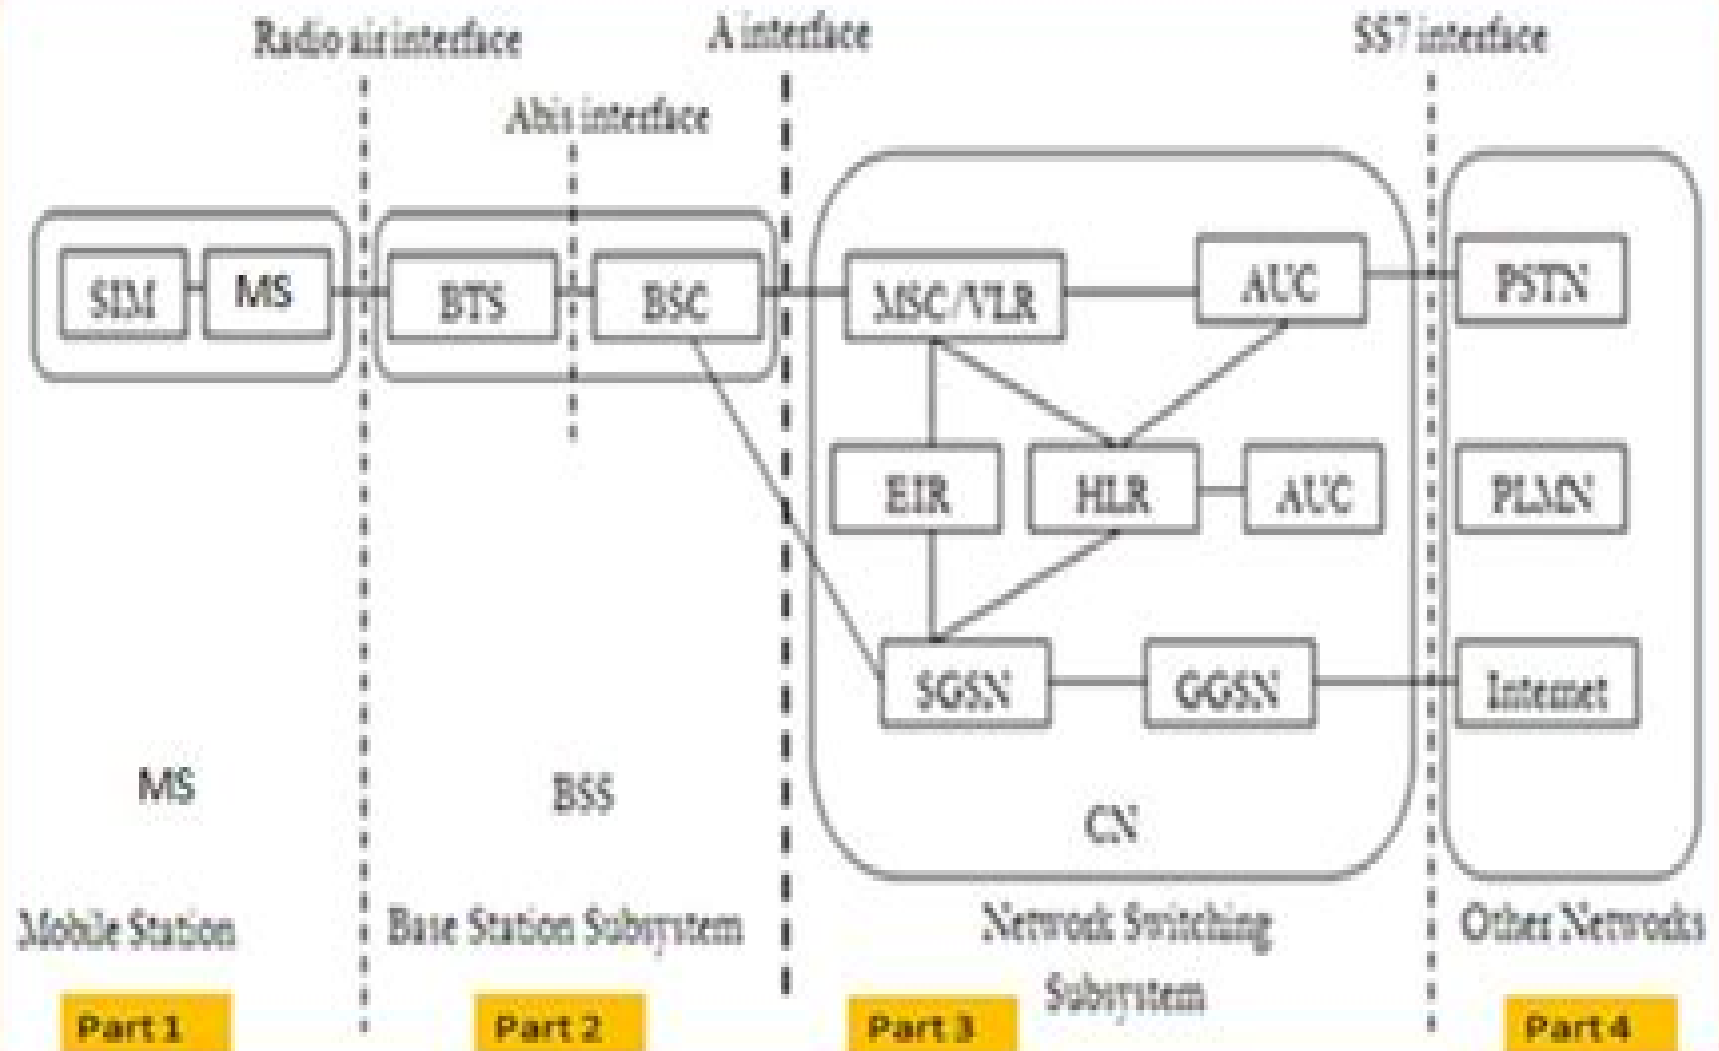 Radio air interface
A interface
SS7 interface
Abis interface
SIM
MS
BTS
BSC
MSC/VLR
AUC
PSTN
EIR
HLR
AUC
PLMN
SGSN
GGSN
Internet
MS
BSS
CN
Mobile Station
Base Station Subsystem
Network Switching
Subsystem
Other Networks
Part 1
Part 2
Part 3
Part 4